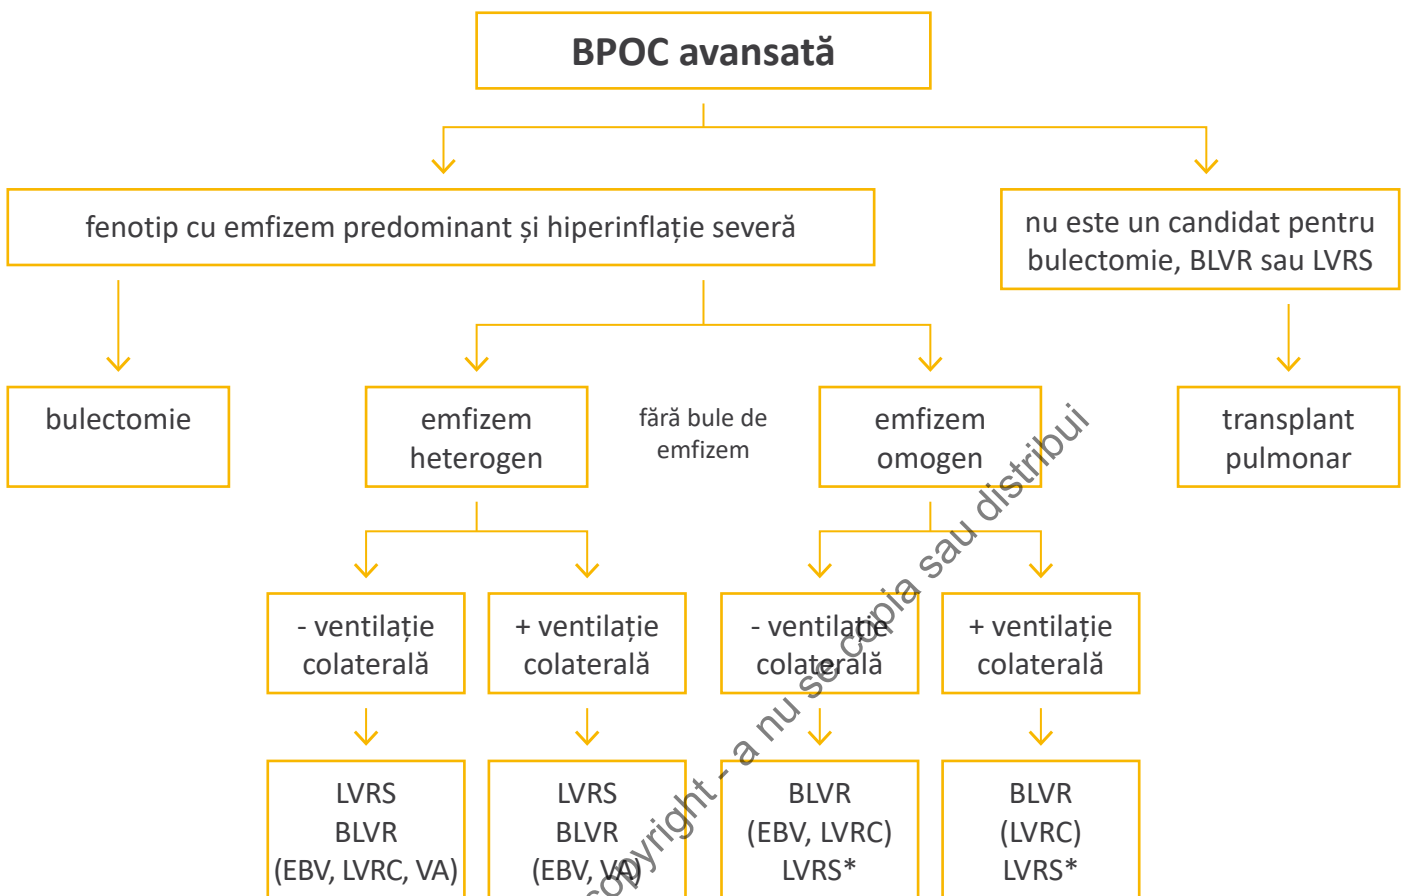 BPOC avansată
fenotip cu emfizem predominant și hiperinflație severă
nu este un candidat pentru
bulectomie, BLVR sau LVRS
bulectomie
emfizem
heterogen
fără bule de
emfizem
emfizem
omogen
transplant
pulmonar
- ventilație
colaterală
+ ventilație
colaterală
- ventilație
colaterală
+ ventilație
colaterală
LVRS
BLVR
(EBV, LVRC, VA)
LVRS
BLVR
(EBV, VA)
BLVR
(EBV, LVRC)
LVRS*
BLVR
(LVRC)
LVRS*
copyright - a nu se copia sau distribui